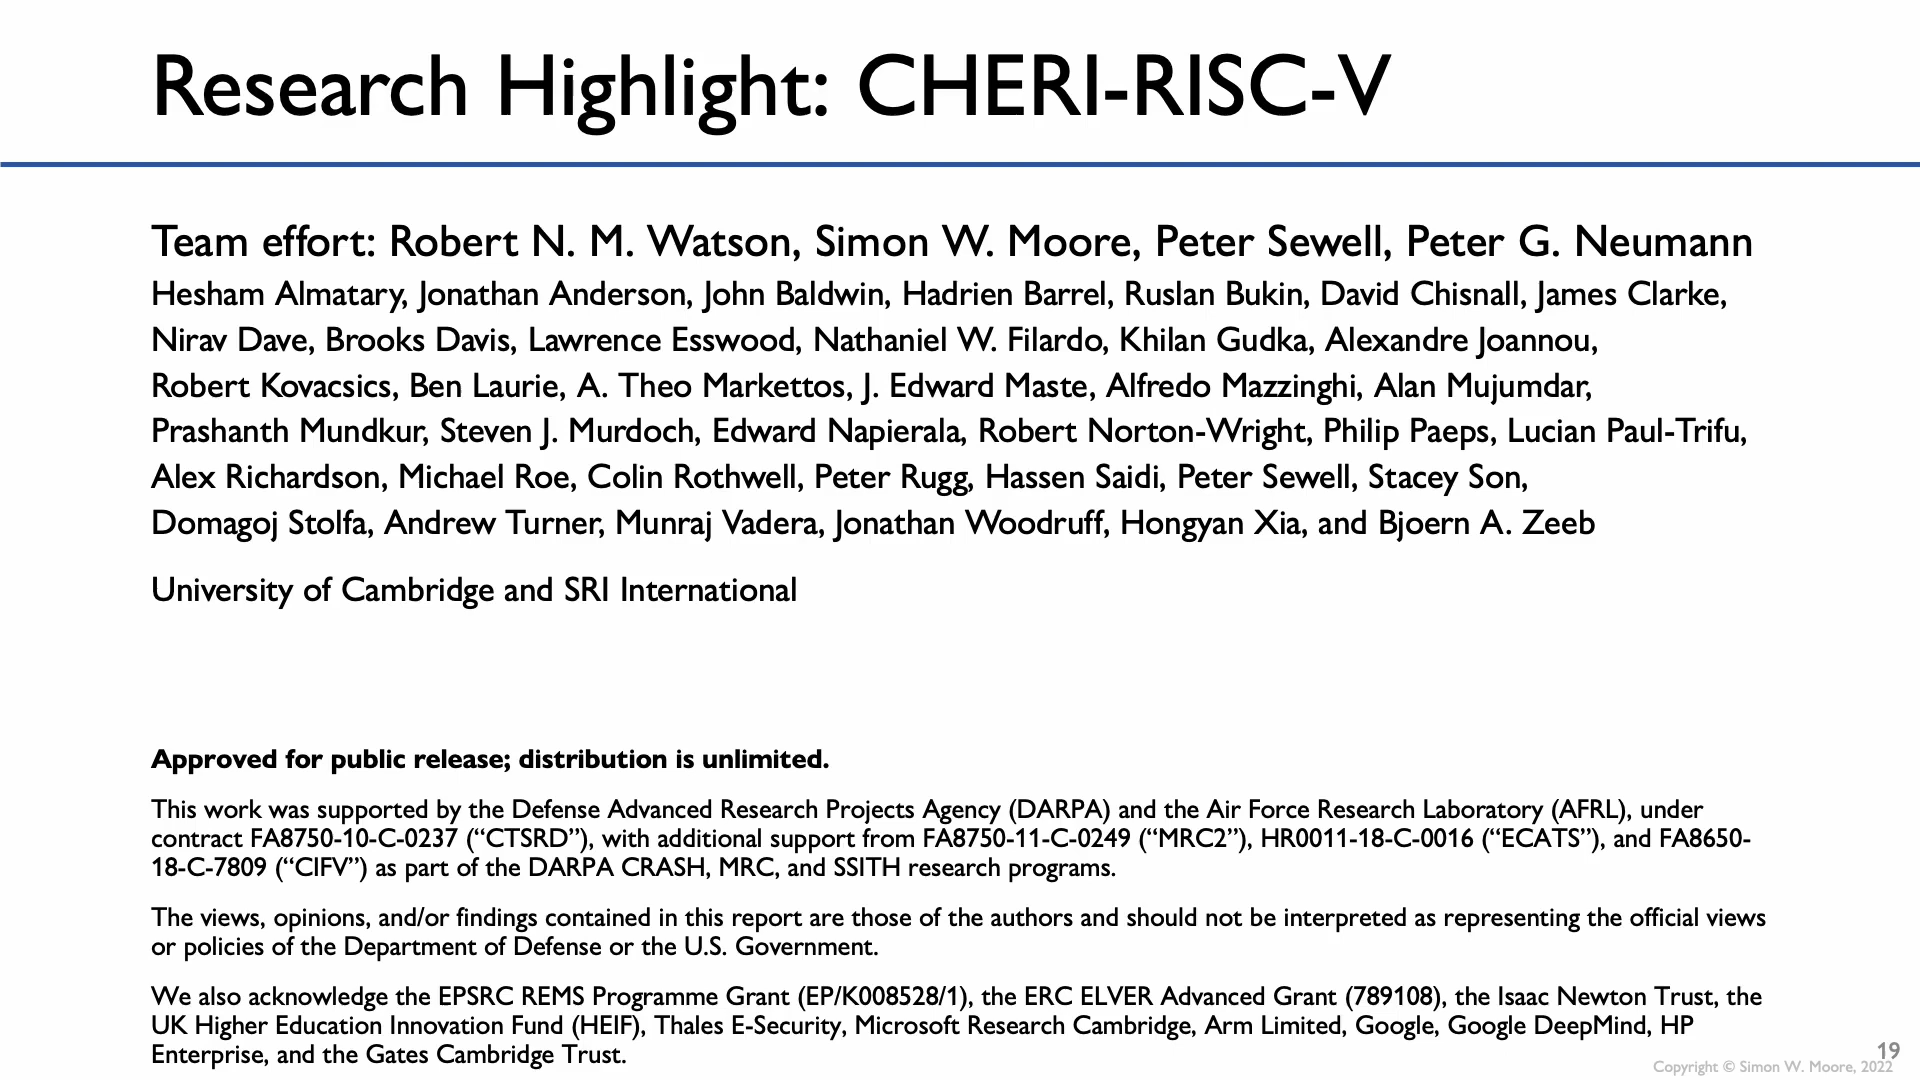 Research Highlight: CHERI-RISC-V
Team effort: Robert N. M. Watson, Simon W. Moore, Peter Sewell, Peter G. Neumann
Hesham Almatary, Jonathan Anderson, John Baldwin, Hadrien Barrel, Ruslan Bukin, David Chisnall, James Clarke,
Nirav Dave, Brooks Davis, Lawrence Esswood, Nathaniel W. Filardo, Khilan Gudka, Alexandre Joannou,
Robert Kovacsics, Ben Laurie, A. Theo Markettos, J. Edward Maste, Alfredo Mazzinghi, Alan Mujumdar,
Prashanth Mundkur, Steven J. Murdoch, Edward Napierala, Robert Norton-Wright, Philip Paeps, Lucian Paul-Trifu,
Alex Richardson, Michael Roe, Colin Rothwell, Peter Rugg, Hassen Saidi, Peter Sewell, Stacey Son,
Domagoj Stolfa, Andrew Turner, Munraj Vadera, Jonathan Woodruff, Hongyan Xia, and Bjoern A. Zeeb
University of Cambridge and SRI International
Approved for public release; distribution is unlimited.
This work was supported by the Defense Advanced Research Projects Agency (DARPA) and the Air Force Research Laboratory (AFRL), under
contract FA8750-10-C-0237 (“CTSRD”), with additional support from FA8750-11-C-0249 (“MRC2”), HR0011-18-C-0016 (“ECATS”), and FA8650-
18-C-7809 (“CIFV”) as part of the DARPA CRASH, MRC, and SSITH research programs.
The views, opinions, and/or findings contained in this report are those of the authors and should not be interpreted as representing the official views
or policies of the Department of Defense or the U.S. Government.
We also acknowledge the EPSRC REMS Programme Grant (EP/K008528/1), the ERC ELVER Advanced Grant (789108), the Isaac Newton Trust, the
UK Higher Education Innovation Fund (HEIF), Thales E-Security, Microsoft Research Cambridge, Arm Limited, Google, Google DeepMind, HP
Enterprise, and the Gates Cambridge Trust.
19
Copyright © Simon W. Moore, 2022